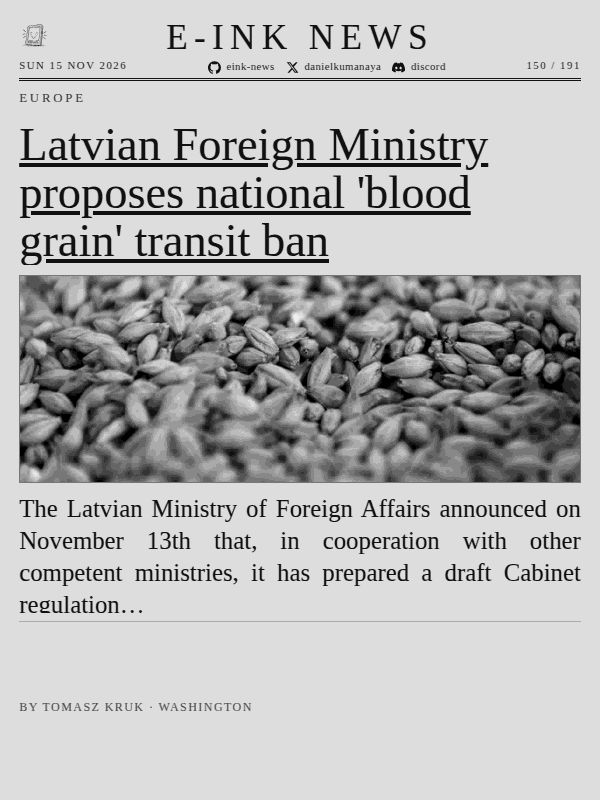 E-INK NEWS
SUN 15 NOV 2026
eink-news danielkumanaya discord
150 / 191
EUROPE
Latvian Foreign Ministry
proposes national 'blood
grain' transit ban
The Latvian Ministry of Foreign Affairs announced on
November 13th that, in cooperation with other
competent ministries, it has prepared a draft Cabinet
regulation…
BY TOMASZ KRUK · WASHINGTON